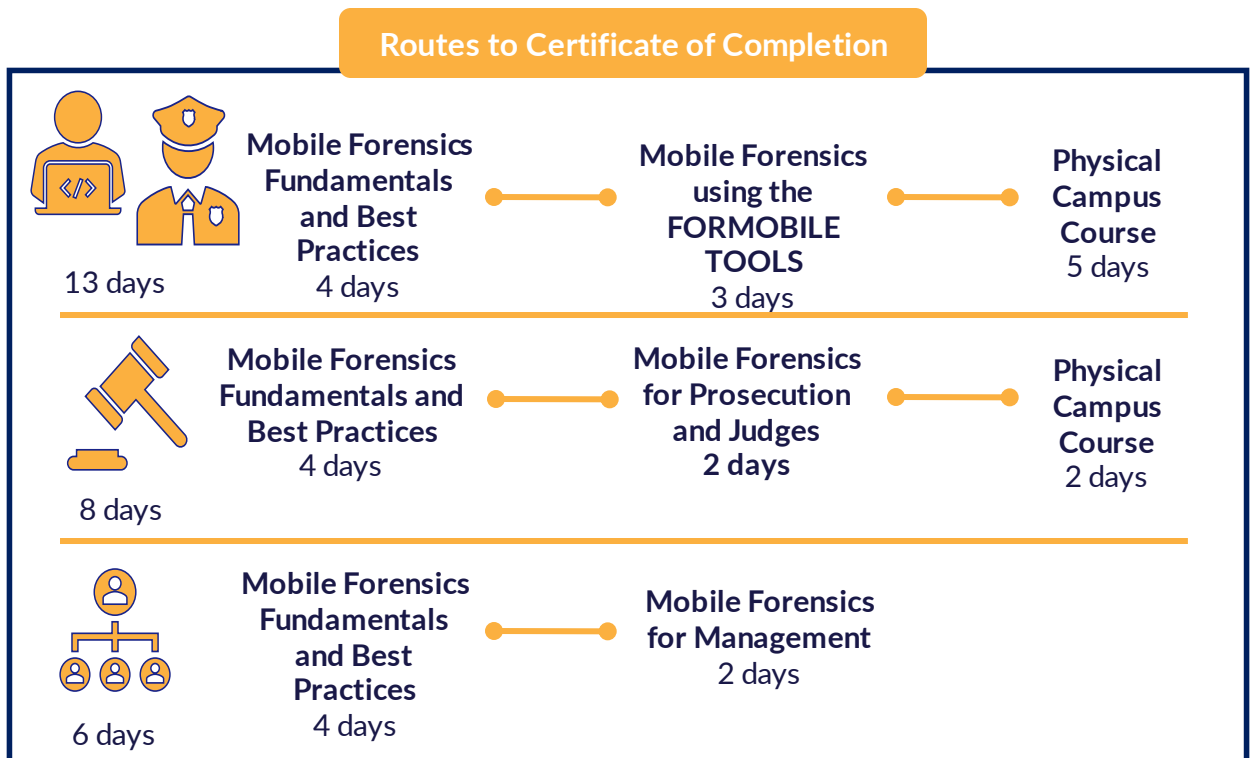 Routes to Certificate of Completion
</>
Mobile Forensics
Fundamentals
and Best
Practices
4 days
Mobile Forensics
using the
FORMOBILE
TOOLS
3 days
Physical
Campus
Course
5 days
13 days
Mobile Forensics
Fundamentals and
Best Practices
4 days
Mobile Forensics
for Prosecution
and Judges
2 days
Physical
Campus
Course
2 days
8 days
Mobile Forensics
Fundamentals
and Best
Practices
4 days
Mobile Forensics
for Management
2 days
6 days